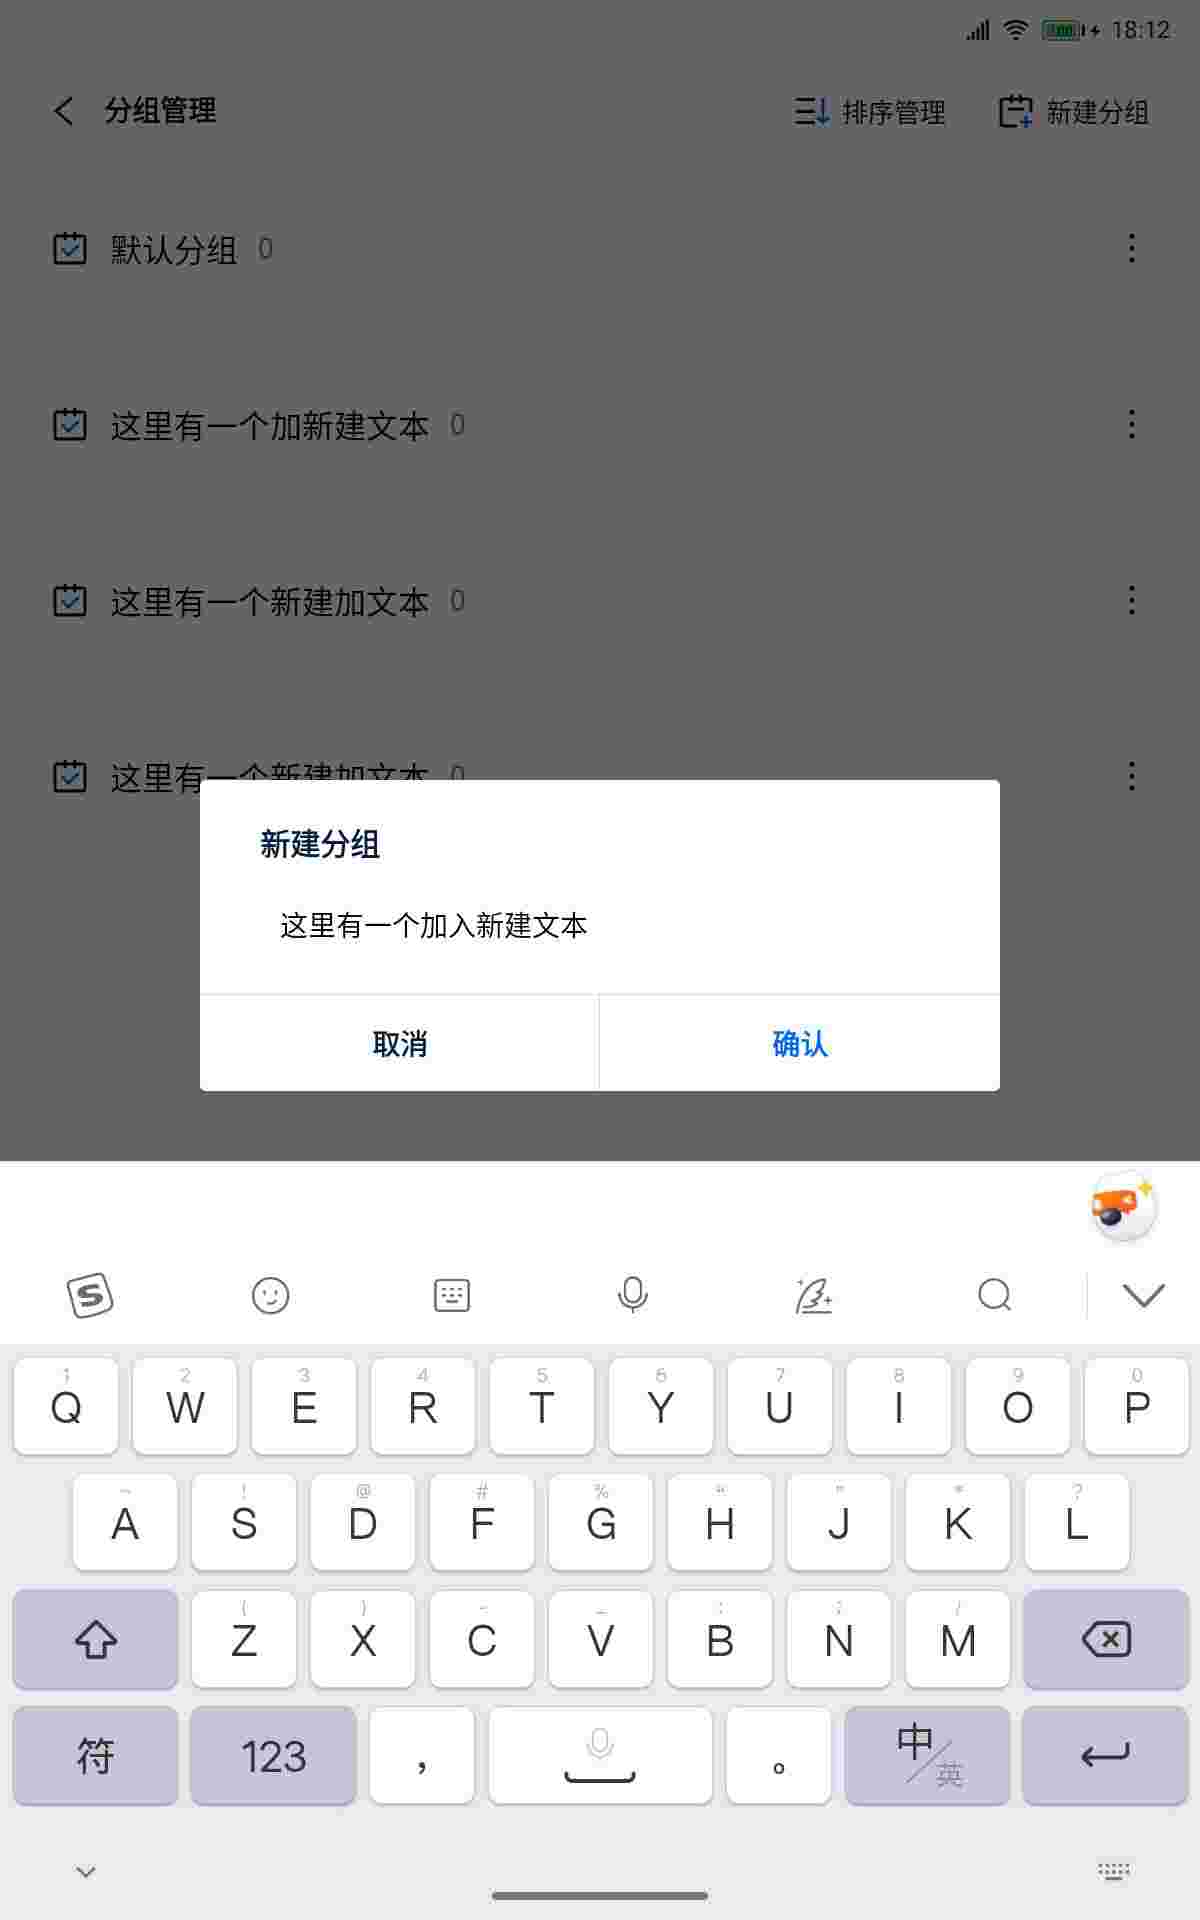 18:12
分组管理 排序管理 新建分组
默认分组 0
这里有一个加新建文本 0
这里有一个新建加文本 0
这里有一个新建加文本 0
新建分组
这里有一个加入新建文本
取消 确认
1 2 3 4 5 6 7 8 9 0
Q W E R T Y U I O P
~ ! @ # % “ ” * ?
A S D F G H J K L
( ) - _ : ; /
Z X C V B N M
符 123 , 。 中/英